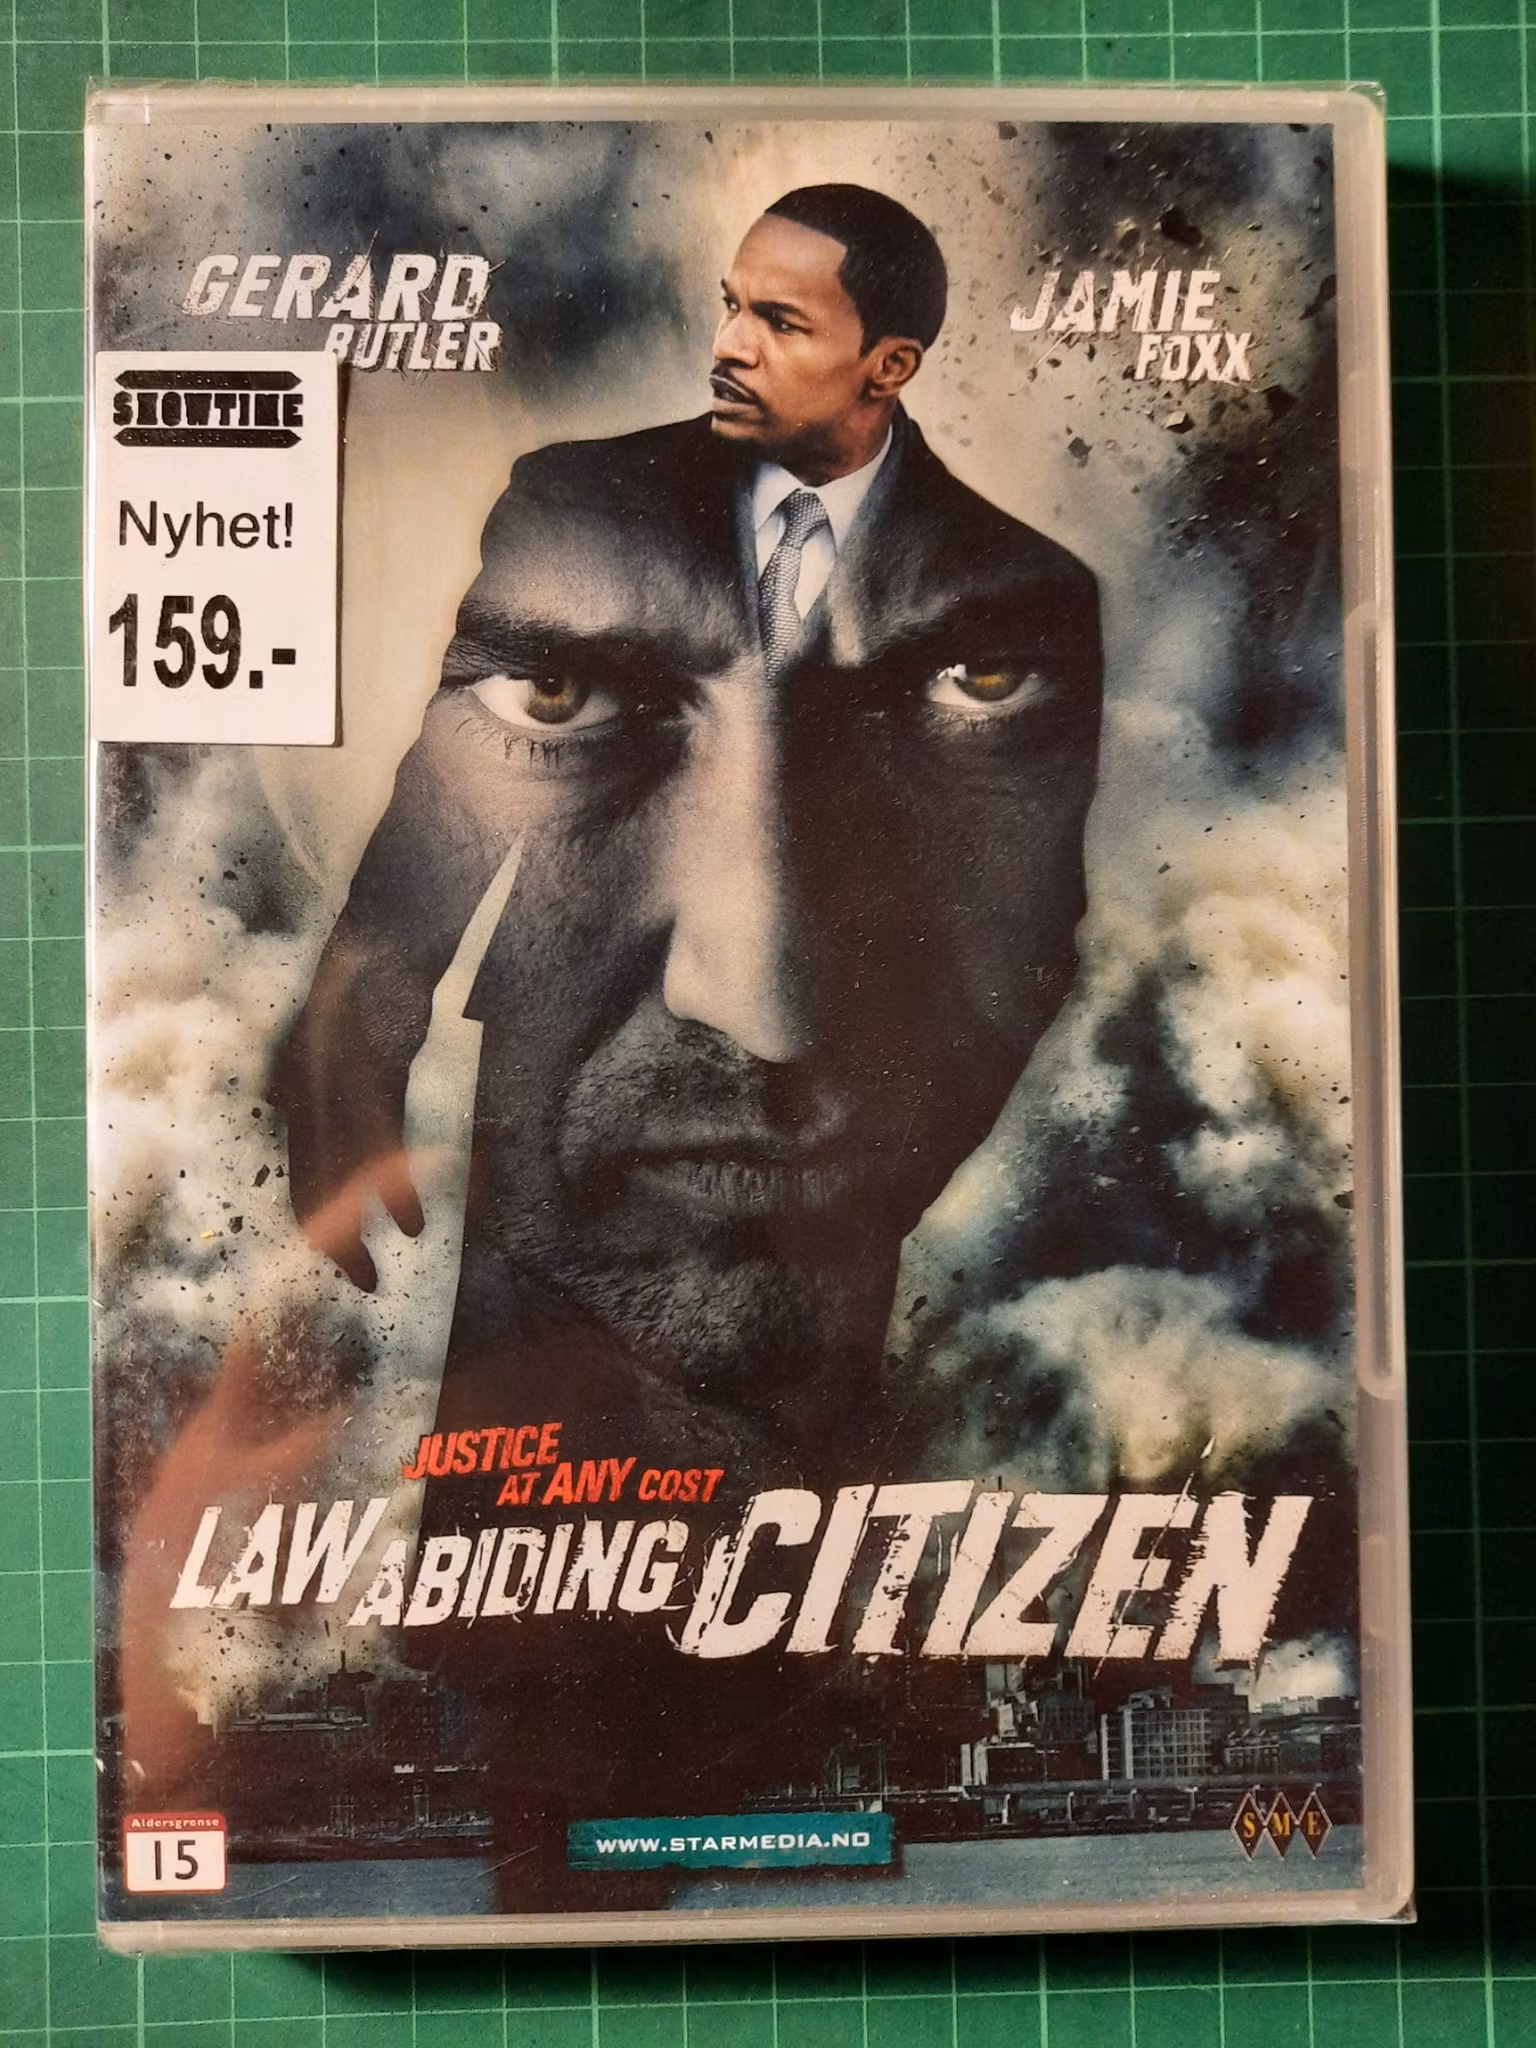 GERARD
BUTLER
JAMIE
FOXX
SHOWTIME
Nyhet!
159.-
JUSTICE
AT ANY COST
LAW ABIDING CITIZEN
Aldersgrense
15
WWW.STARMEDIA.NO
S M E